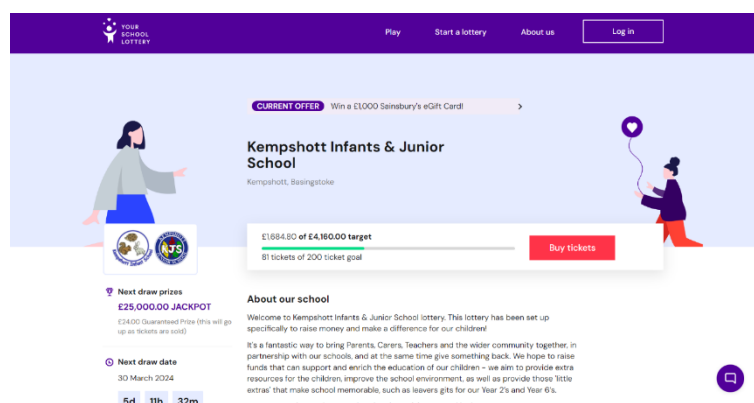 YOUR
SCHOOL
LOTTERY
Play
Start a lottery
About us
Log in
CURRENT OFFER Win a £1,000 Sainsbury's eGift Card!
Kempshott Infants & Junior
School
Kempshott, Basingstoke
£1,684.80 of £4,160.00 target
81 tickets of 200 ticket goal
Buy tickets
Kempshott Infant School
KJS
Next draw prizes
£25,000.00 JACKPOT
£24.00 Guaranteed Prize (this will go
up as tickets are sold)
Next draw date
30 March 2024
5d 11h 32m
About our school
Welcome to Kempshott Infants & Junior School lottery. This lottery has been set up
specifically to raise money and make a difference for our children!
It's a fantastic way to bring Parents, Carers, Teachers and the wider community together, in
partnership with our schools, and at the same time give something back. We hope to raise
funds that can support and enrich the education of our children - we aim to provide extra
resources for the children, improve the school environment, as well as provide those 'little
extras' that make school memorable, such as leavers gits for our Year 2's and Year 6's.